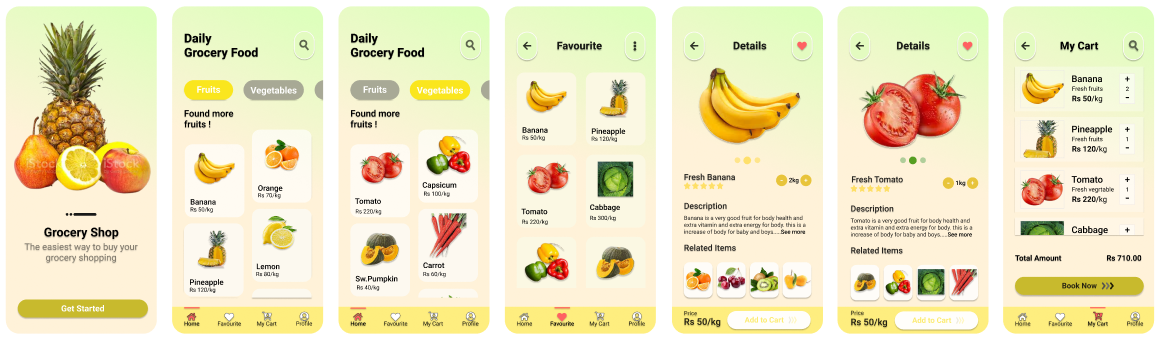 iStock
iStock
Grocery Shop
The easiest way to buy your
grocery shopping
Get Started
Daily
Grocery Food
Fruits
Vegetables
Found more
fruits !
Banana
Rs 50/kg
Orange
Rs 70/kg
Pineapple
Rs 120/kg
Lemon
Rs 80/kg
Home
Favourite
My Cart
Profile
Daily
Grocery Food
Fruits
Vegetables
Found more
fruits !
Tomato
Rs 220/kg
Capsicum
Rs 100/kg
Sw.Pumpkin
Rs 40/kg
Carrot
Rs 60/kg
Home
Favourite
My Cart
Profile
Favourite
Banana
Rs 50/kg
Pineapple
Rs 120/kg
Tomato
Rs 220/kg
Cabbage
Rs 300/kg
Home
Favourite
My Cart
Profile
Details
Fresh Banana
- 2kg +
Description
Banana is a very good fruit for body health and
extra vitamin and extra energy for body. this is a
increase of body for baby and boys.....See more
Related Items
Price
Rs 50/kg
Add to Cart
Details
Fresh Tomato
- 1kg +
Description
Tomato is a very good fruit for body health and
extra vitamin and extra energy for body. this is a
increase of body for baby and boys.....See more
Related Items
Price
Rs 50/kg
Add to Cart
My Cart
Banana
Fresh fruits
Rs 50/kg
+
2
-
Pineapple
Fresh fruits
Rs 120/kg
+
1
-
Tomato
Fresh vegrtable
Rs 220/kg
+
1
-
Cabbage
+
Total Amount Rs 710.00
Book Now
Home
Favourite
My Cart
Profile